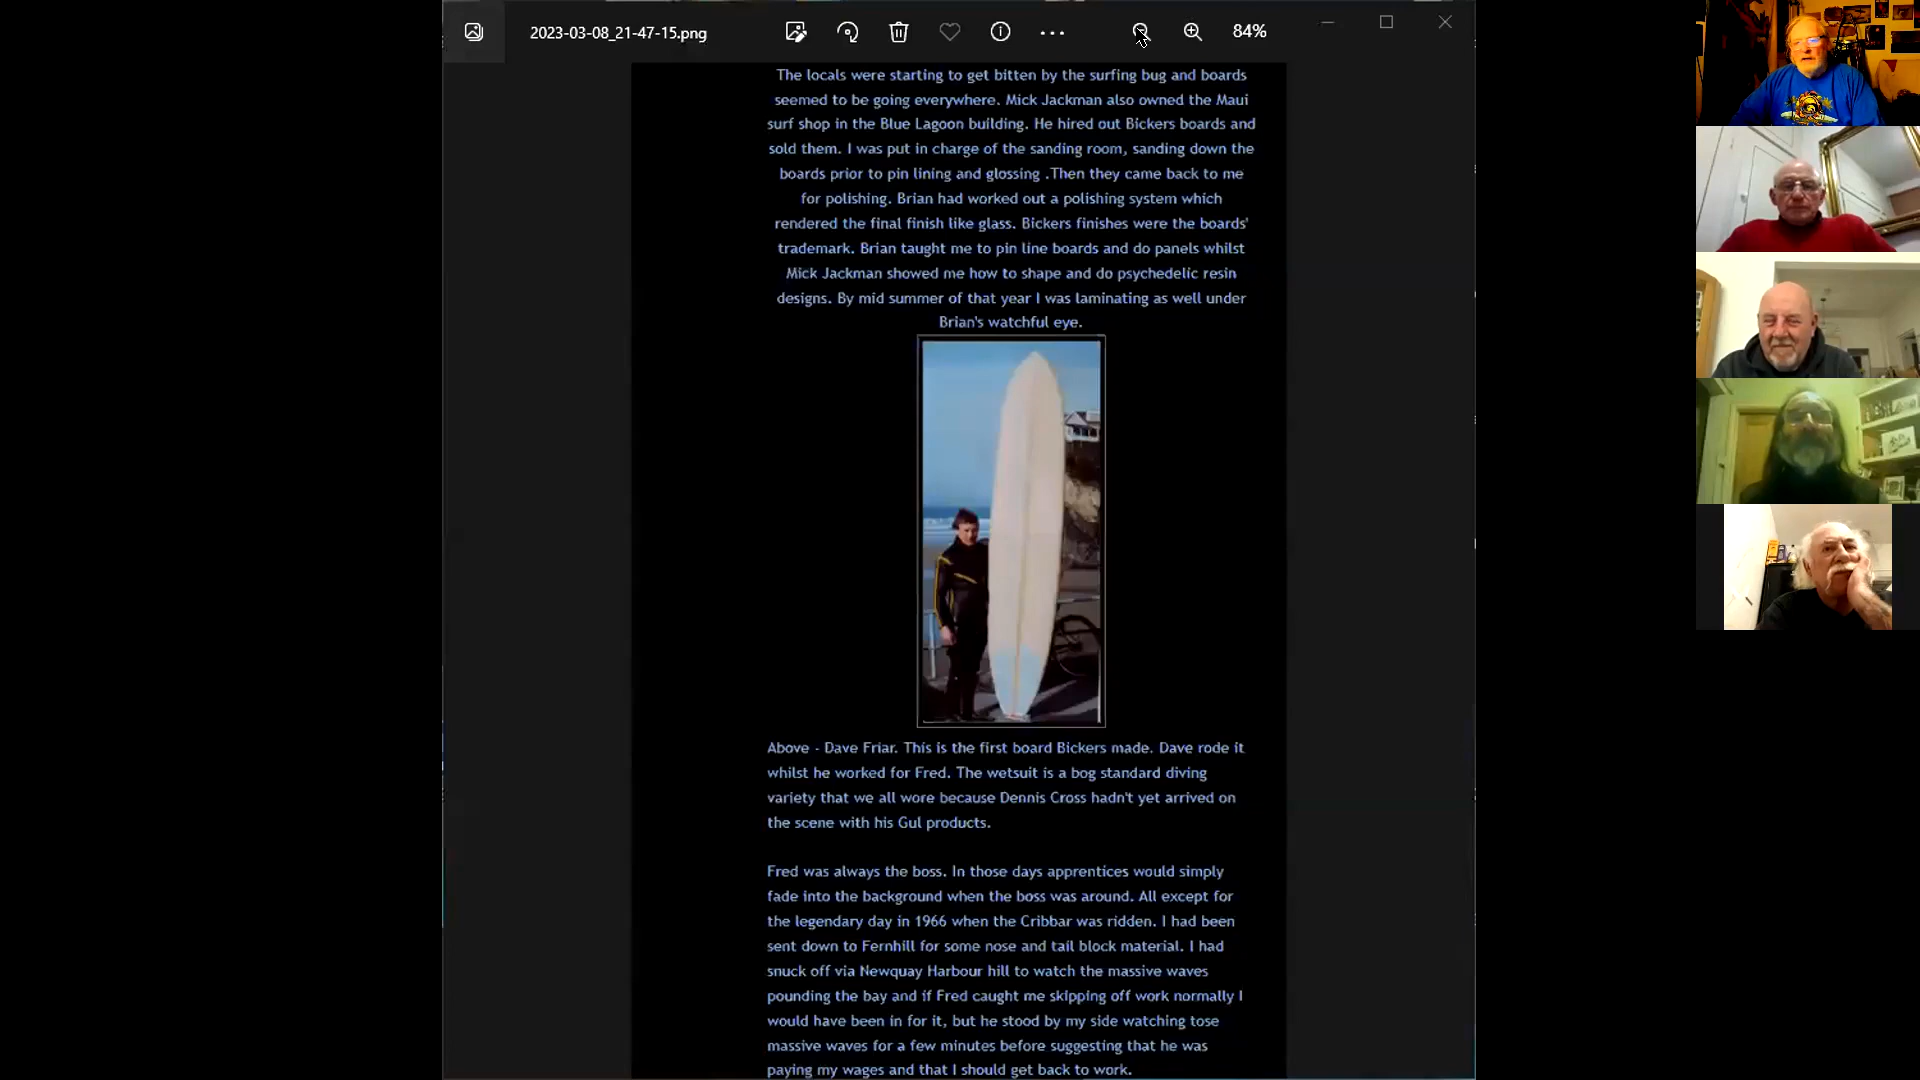 2023-03-08_21-47-15.png
84%
The locals were starting to get bitten by the surfing bug and boards
seemed to be going everywhere. Mick Jackman also owned the Maui
surf shop in the Blue Lagoon building. He hired out Bickers boards and
sold them. I was put in charge of the sanding room, sanding down the
boards prior to pin lining and glossing .Then they came back to me
for polishing. Brian had worked out a polishing system which
rendered the final finish like glass. Bickers finishes were the boards'
trademark. Brian taught me to pin line boards and do panels whilst
Mick Jackman showed me how to shape and do psychedelic resin
designs. By mid summer of that year I was laminating as well under
Brian's watchful eye.
Above - Dave Friar. This is the first board Bickers made. Dave rode it
whilst he worked for Fred. The wetsuit is a bog standard diving
variety that we all wore because Dennis Cross hadn't yet arrived on
the scene with his Gul products.
Fred was always the boss. In those days apprentices would simply
fade into the background when the boss was around. All except for
the legendary day in 1966 when the Cribbar was ridden. I had been
sent down to Fernhill for some nose and tail block material. I had
snuck off via Newquay Harbour hill to watch the massive waves
pounding the bay and if Fred caught me skipping off work normally I
would have been in for it, but he stood by my side watching tose
massive waves for a few minutes before suggesting that he was
paying my wages and that I should get back to work.